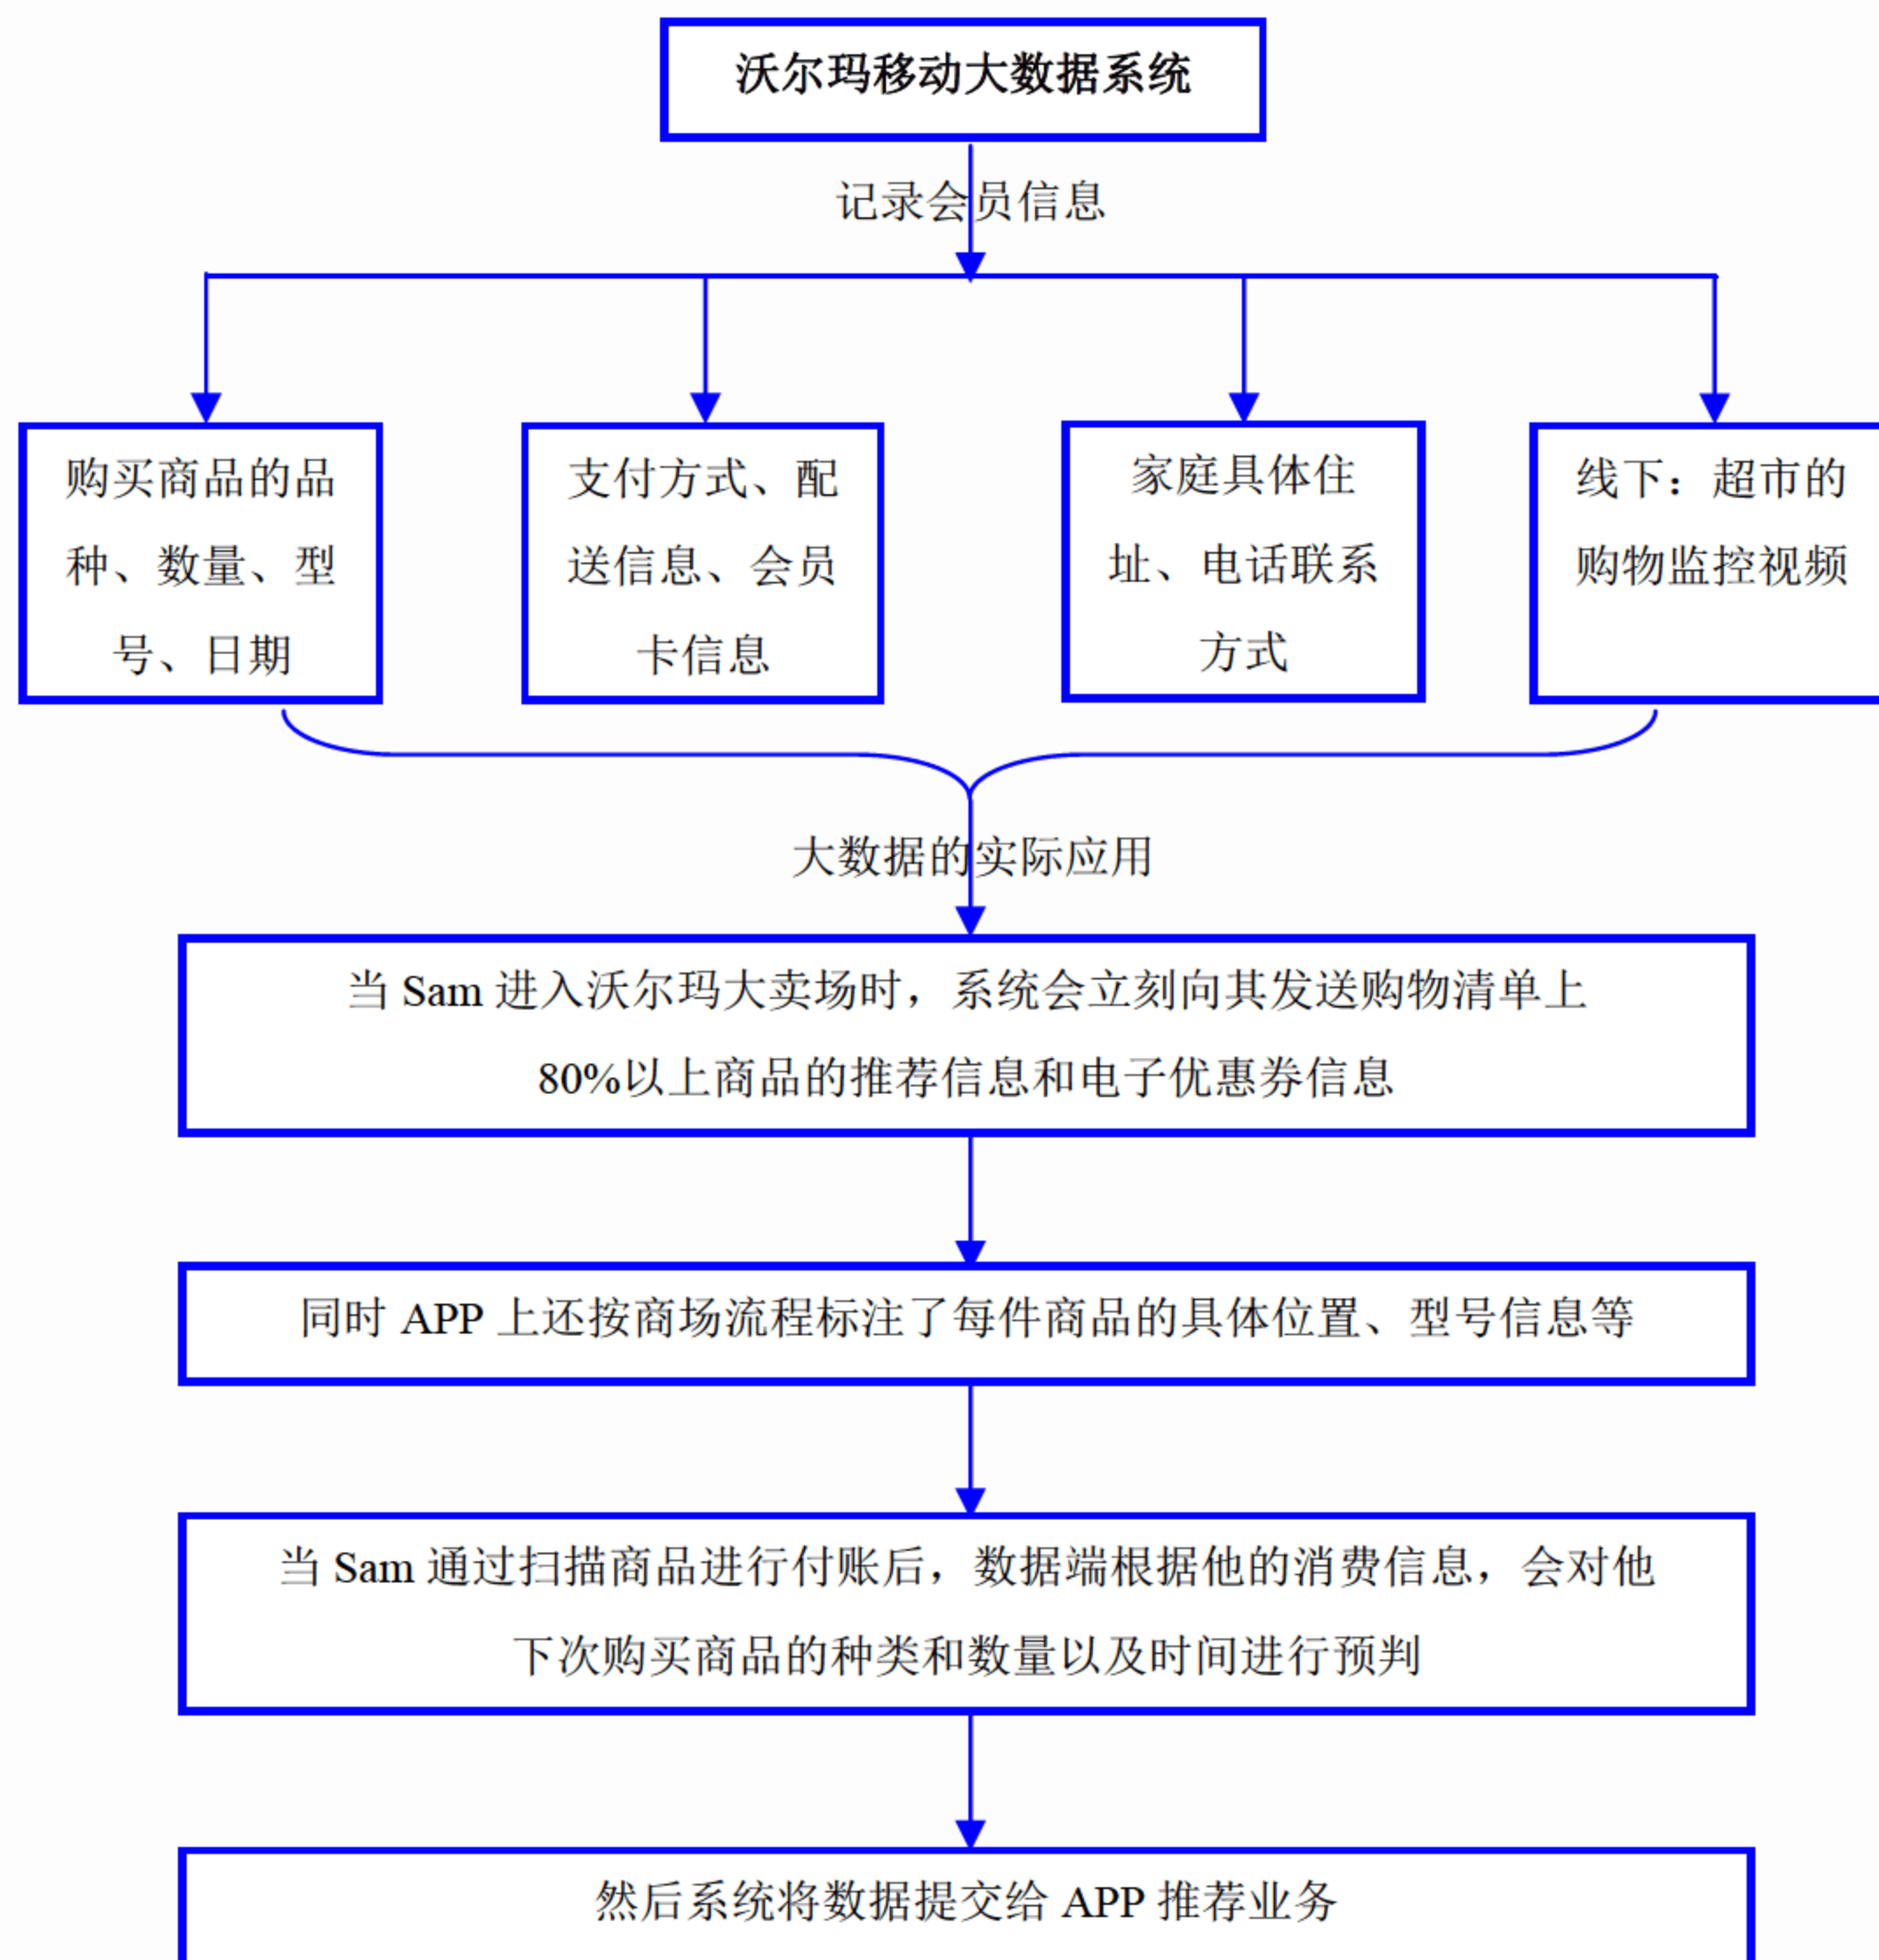 沃尔玛移动大数据系统
记录会员信息
购买商品的品
种、数量、型
号、日期
支付方式、配
送信息、会员
卡信息
家庭具体住
址、电话联系
方式
线下：超市的
购物监控视频
大数据的实际应用
当 Sam 进入沃尔玛大卖场时，系统会立刻向其发送购物清单上
80%以上商品的推荐信息和电子优惠券信息
同时 APP 上还按商场流程标注了每件商品的具体位置、型号信息等
当 Sam 通过扫描商品进行付账后，数据端根据他的消费信息，会对他
下次购买商品的种类和数量以及时间进行预判
然后系统将数据提交给 APP 推荐业务